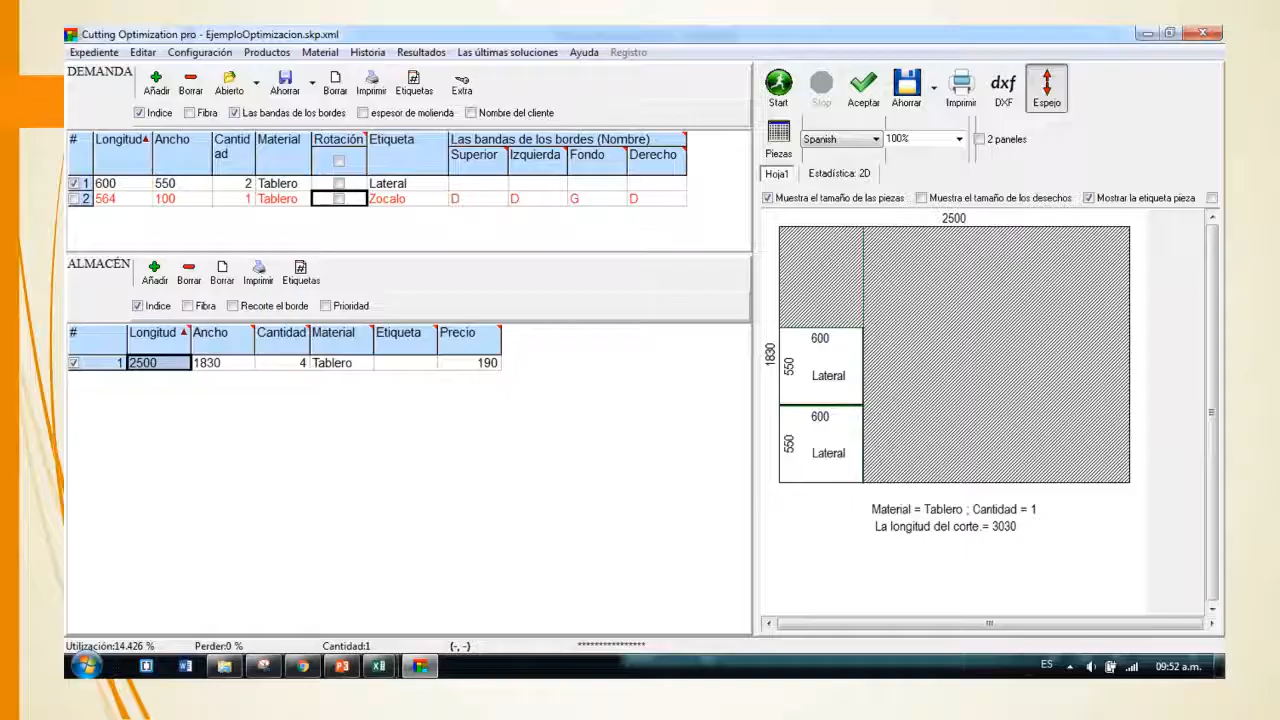 Cutting Optimization pro - EjemploOptimizacion.skp.xml
Expediente Editar Configuración Productos Material Historia Resultados Las últimas soluciones Ayuda Registro
DEMANDA
Añadir Borrar Abierto Ahorrar Borrar Imprimir Etiquetas Extra
Indice Fibra Las bandas de los bordes espesor de molienda Nombre del cliente
# Longitud Ancho Cantidad Material Rotación Etiqueta Las bandas de los bordes (Nombre)
Superior Izquierda Fondo Derecho
1 600 550 2 Tablero Lateral
2 564 100 1 Tablero Zocalo D D G D
ALMACÉN
Añadir Borrar Borrar Imprimir Etiquetas
Indice Fibra Recorte el borde Prioridad
# Longitud Ancho Cantidad Material Etiqueta Precio
1 2500 1830 4 Tablero 190
Start Stop Aceptar Ahorrar Imprimir dxf DXF Espejo
Piezas Spanish 100% 2 paneles
Hoja1 Estadística: 2D
Muestra el tamaño de las piezas Muestra el tamaño de los desechos Mostrar la etiqueta pieza
2500
1830
600
550
Lateral
600
550
Lateral
Material = Tablero ; Cantidad = 1
La longitud del corte.= 3030
Utilización:14.426 % Perder:0 % Cantidad:1 (-, -) ****************
ES 09:52 a.m.